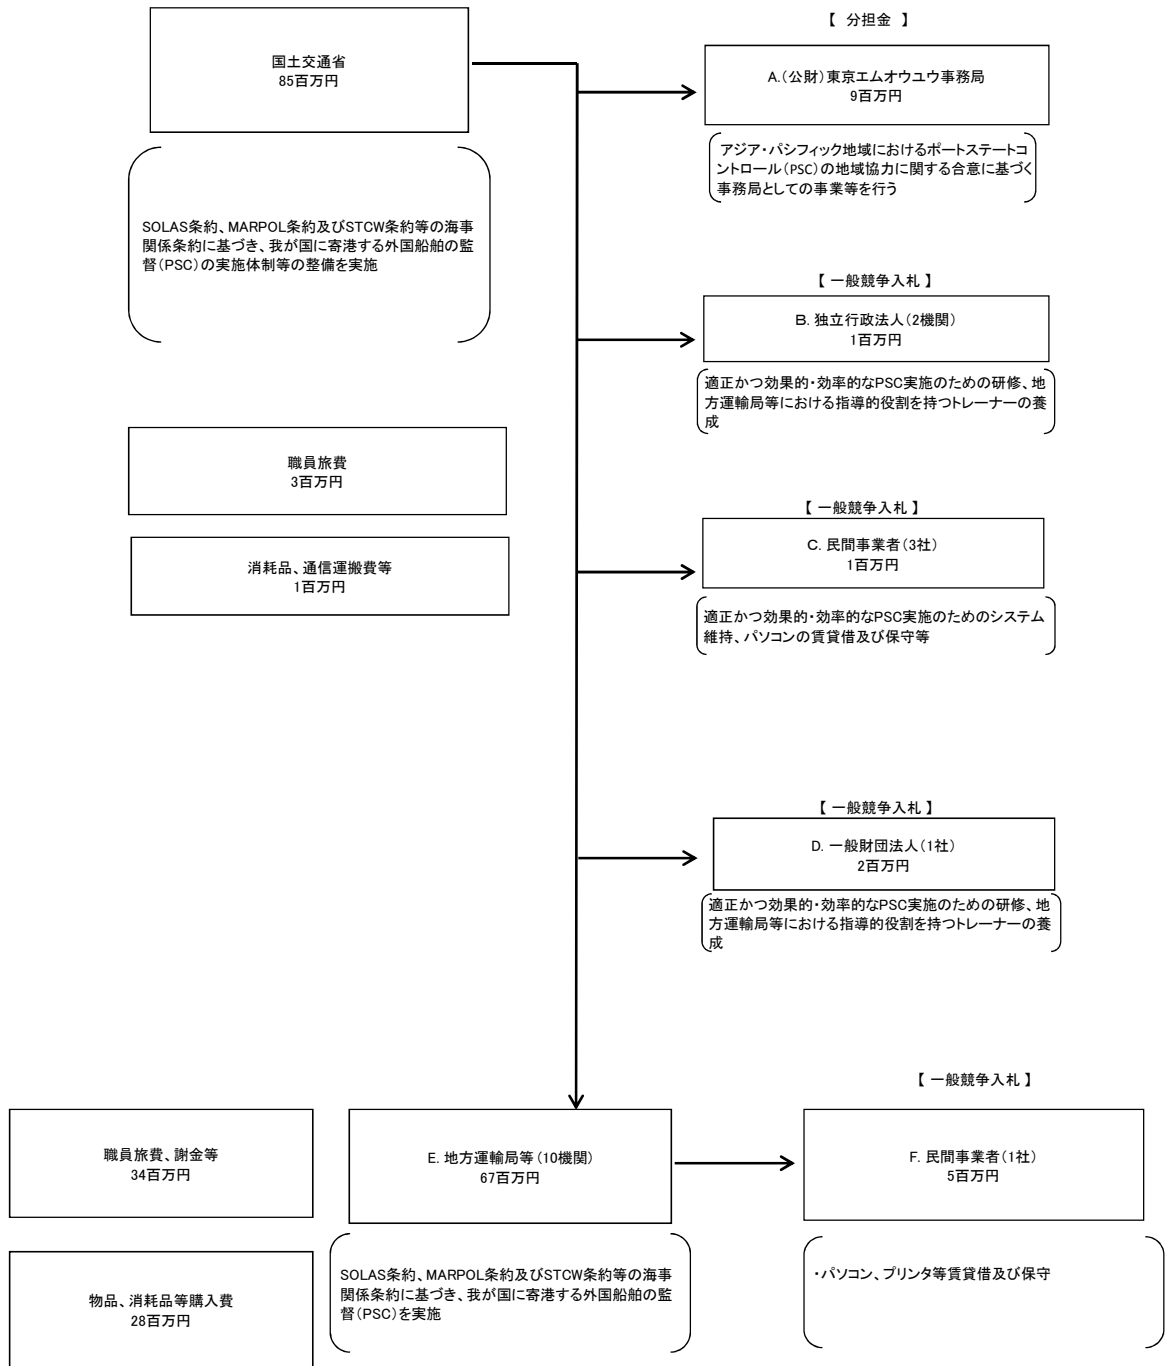 【 分担金 】
国土交通省
85百万円
A.（公財）東京エムオウユウ事務局
9百万円
アジア・パシフィック地域におけるポートステートコ
ントロール（PSC）の地域協力に関する合意に基づく
事務局としての事業等を行う
SOLAS条約、MARPOL条約及びSTCW条約等の海事
関係条約に基づき、我が国に寄港する外国船舶の監
督（PSC）の実施体制等の整備を実施
【 一般競争入札 】
B. 独立行政法人（2機関）
1百万円
適正かつ効果的・効率的なPSC実施のための研修、地
方運輸局等における指導的役割を持つトレーナーの養
成
職員旅費
3百万円
消耗品、通信運搬費等
1百万円
【 一般競争入札 】
C. 民間事業者（3社）
1百万円
適正かつ効果的・効率的なPSC実施のためのシステム
維持、パソコンの賃貸借及び保守等
【 一般競争入札 】
D. 一般財団法人（1社）
2百万円
適正かつ効果的・効率的なPSC実施のための研修、地
方運輸局等における指導的役割を持つトレーナーの養
成
【 一般競争入札 】
職員旅費、謝金等
34百万円
E. 地方運輸局等（10機関）
67百万円
F. 民間事業者（1社）
5百万円
物品、消耗品等購入費
28百万円
SOLAS条約、MARPOL条約及びSTCW条約等の海事
関係条約に基づき、我が国に寄港する外国船舶の監
督（PSC）を実施
・パソコン、プリンタ等賃貸借及び保守